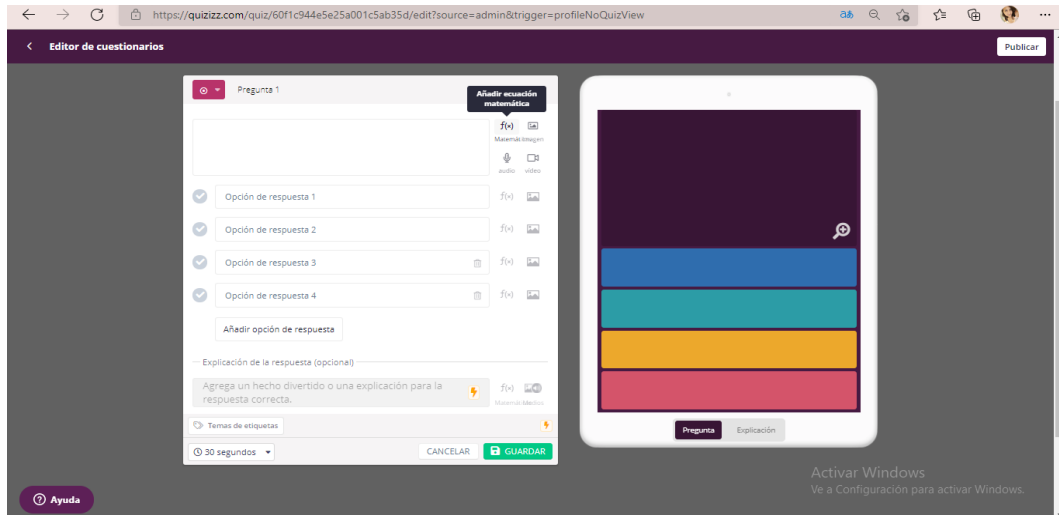 https://quizizz.com/quiz/60f1c944e5e25a001c5ab35d/edit?source=admin&trigger=profileNoQuizView
Editor de cuestionarios
Publicar
Pregunta 1
Añadir ecuación
matemática
f(×)
Matemát
Imagen
audio
vídeo
Opción de respuesta 1
f(×)
Opción de respuesta 2
f(×)
Opción de respuesta 3
f(×)
Opción de respuesta 4
f(×)
Añadir opción de respuesta
Explicación de la respuesta (opcional)
Agrega un hecho divertido o una explicación para la
respuesta correcta.
f(×)
Temas de etiquetas
30 segundos
CANCELAR
GUARDAR
Pregunta
Explicación
Activar Windows
Ve a Configuración para activar Windows.
Ayuda